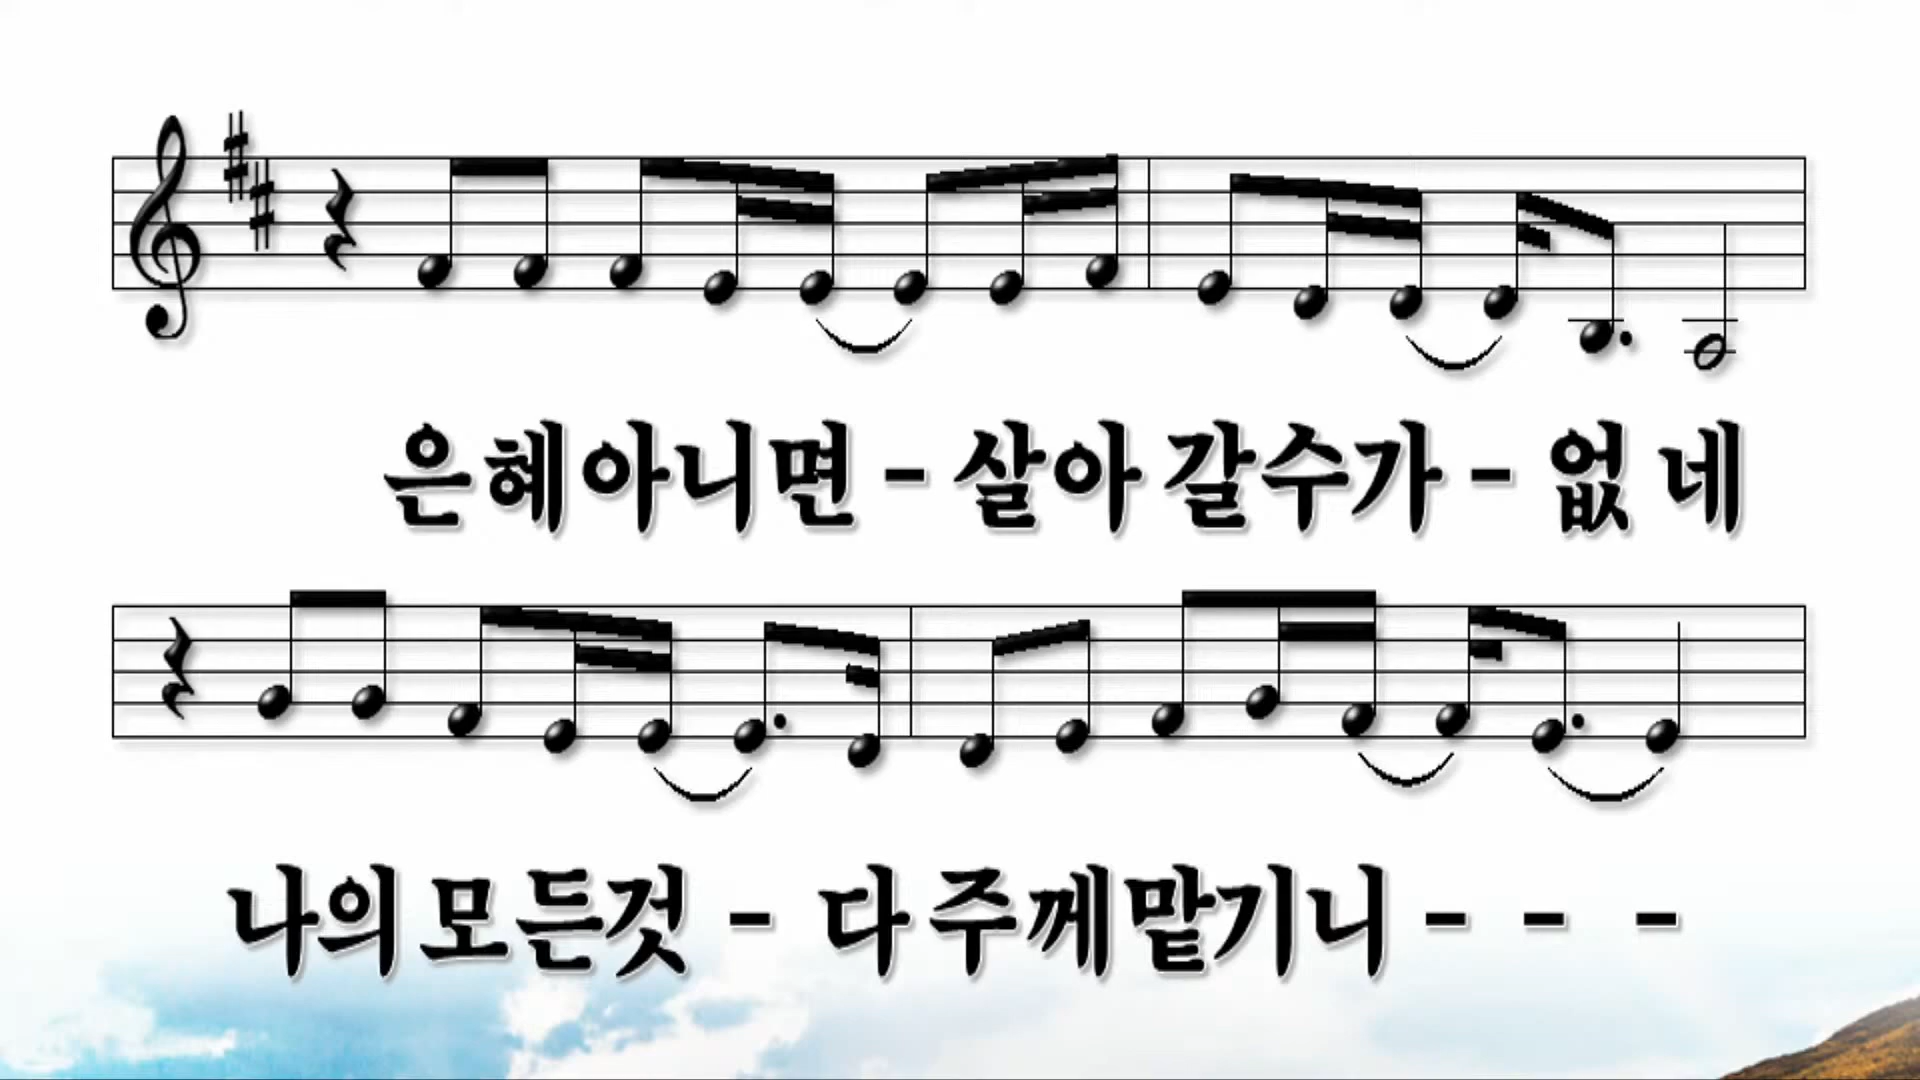 은혜아니면 - 살아 갈수가 - 없 네
나의 모든것 - 다 주께맡기니 - - -